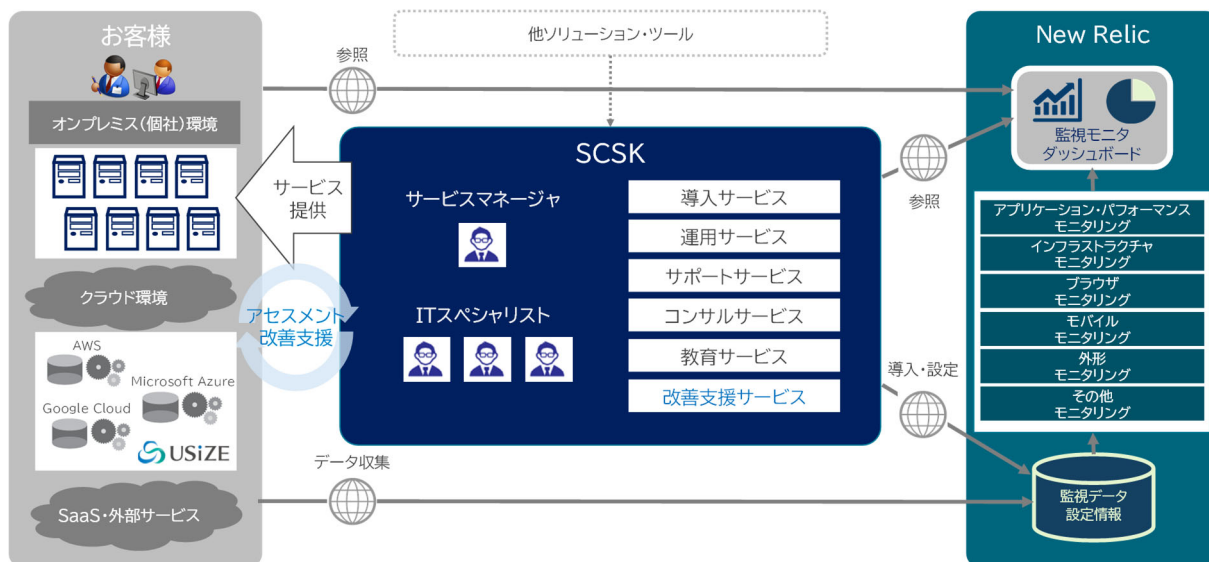 お客様
オンプレミス(個社)環境
クラウド環境
AWS
Microsoft Azure
Google Cloud
USiZE
SaaS・外部サービス
参照
他ソリューション・ツール
サービス
提供
アセスメント
改善支援
SCSK
サービスマネージャ
ITスペシャリスト
導入サービス
運用サービス
サポートサービス
コンサルサービス
教育サービス
改善支援サービス
データ収集
参照
導入・設定
New Relic
監視モニタ
ダッシュボード
アプリケーション・パフォーマンス
モニタリング
インフラストラクチャ
モニタリング
ブラウザ
モニタリング
モバイル
モニタリング
外形
モニタリング
その他
モニタリング
監視データ
設定情報